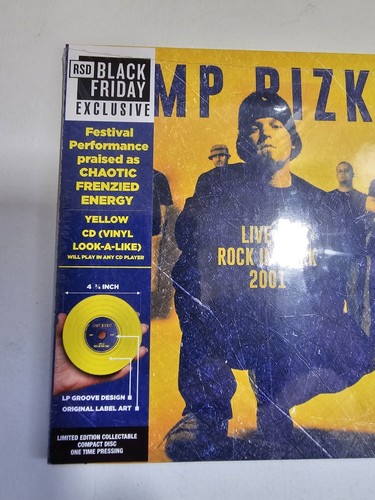 RSD BLACK
FRIDAY
EXCLUSIVE
MP BIZK
Festival
Performance
praised as
CHAOTIC
FRENZIED
ENERGY
YELLOW
CD (VINYL
LOOK-A-LIKE)
WILL PLAY IN ANY CD PLAYER
4 ¾ INCH
LIMP BIZKIT
LP GROOVE DESIGN
ORIGINAL LABEL ART
LIMITED EDITION COLLECTABLE
COMPACT DISC
ONE TIME PRESSING
LIVE
ROCK I
2001